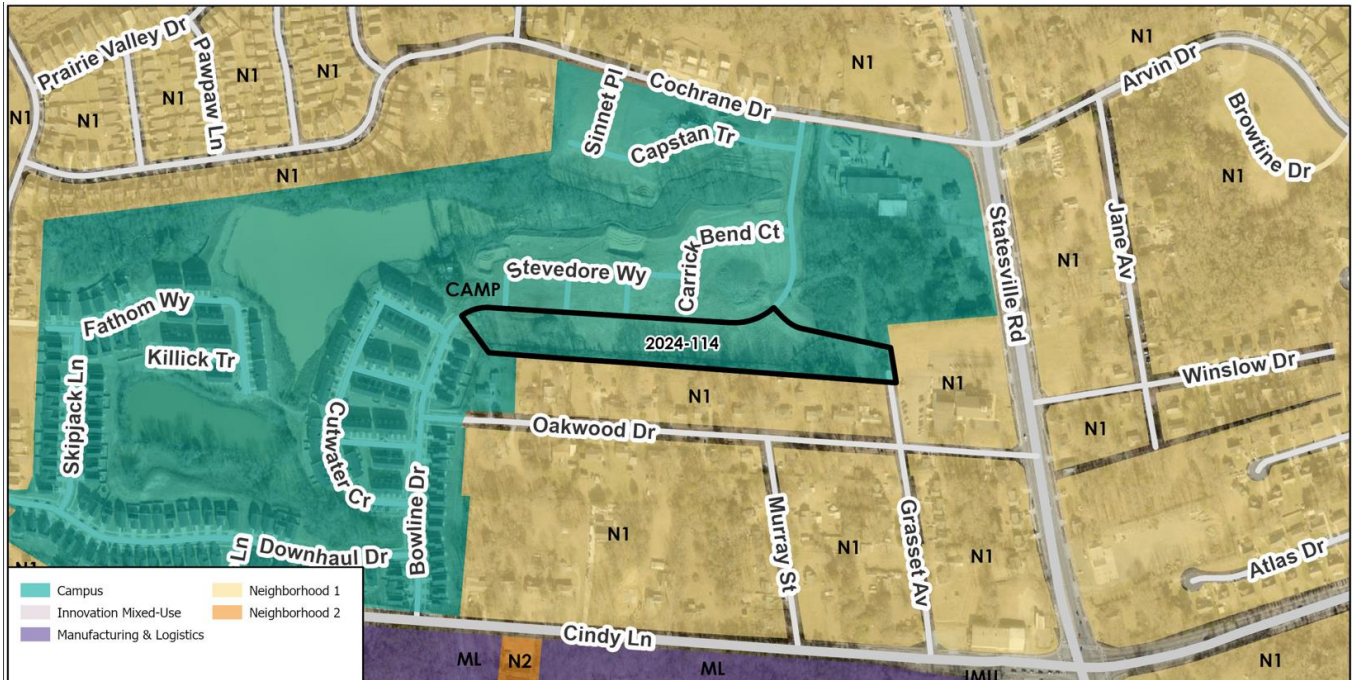 Prairie Valley Dr
Pawpaw Ln
N1
N1
N1
N1
N1
N1
Sinnet Pl
Cochrane Dr
Capstan Tr
N1
N1
Arvin Dr
Browtine Dr
N1
Jane Av
Statesville Rd
N1
Bend Ct
Carrick
Stevedore Wy
CAMP
Fathom Wy
Killick Tr
2024-114
Skipjack Ln
Cutwater Cr
Bowline Dr
N1
N1
Winslow Dr
N1
Oakwood Dr
Murray St
Grasset Av
N1
N1
N1
Atlas Dr
Ln
Downhaul Dr
N1
Cindy Ln
ML
N2
ML
IMU
N1
Campus
Innovation Mixed-Use
Manufacturing & Logistics
Neighborhood 1
Neighborhood 2